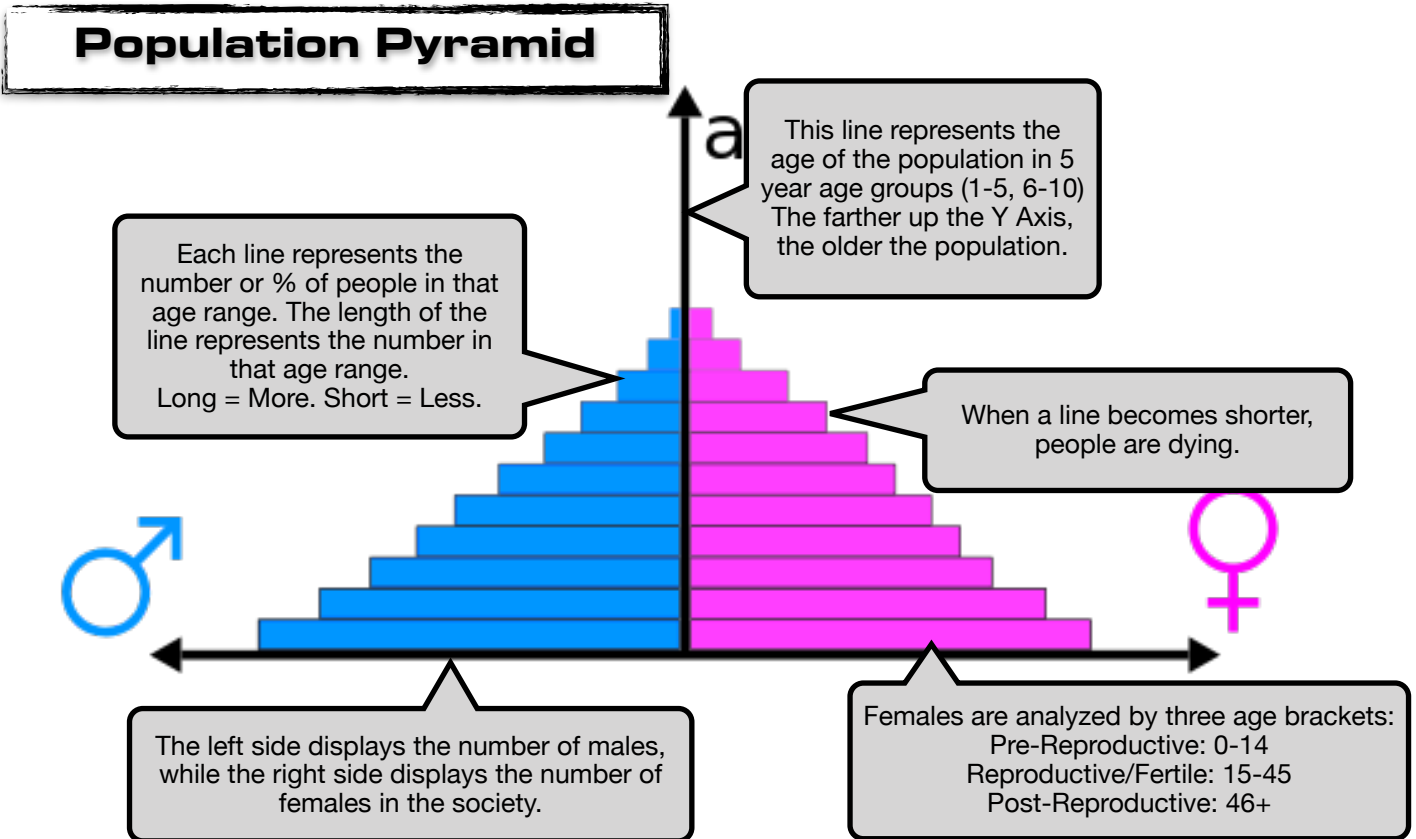 Population Pyramid
a
This line represents the
age of the population in 5
year age groups (1-5, 6-10)
The farther up the Y Axis,
the older the population.
Each line represents the
number or % of people in that
age range. The length of the
line represents the number in
that age range.
Long = More. Short = Less.
When a line becomes shorter,
people are dying.
The left side displays the number of males,
while the right side displays the number of
females in the society.
Females are analyzed by three age brackets:
Pre-Reproductive: 0-14
Reproductive/Fertile: 15-45
Post-Reproductive: 46+